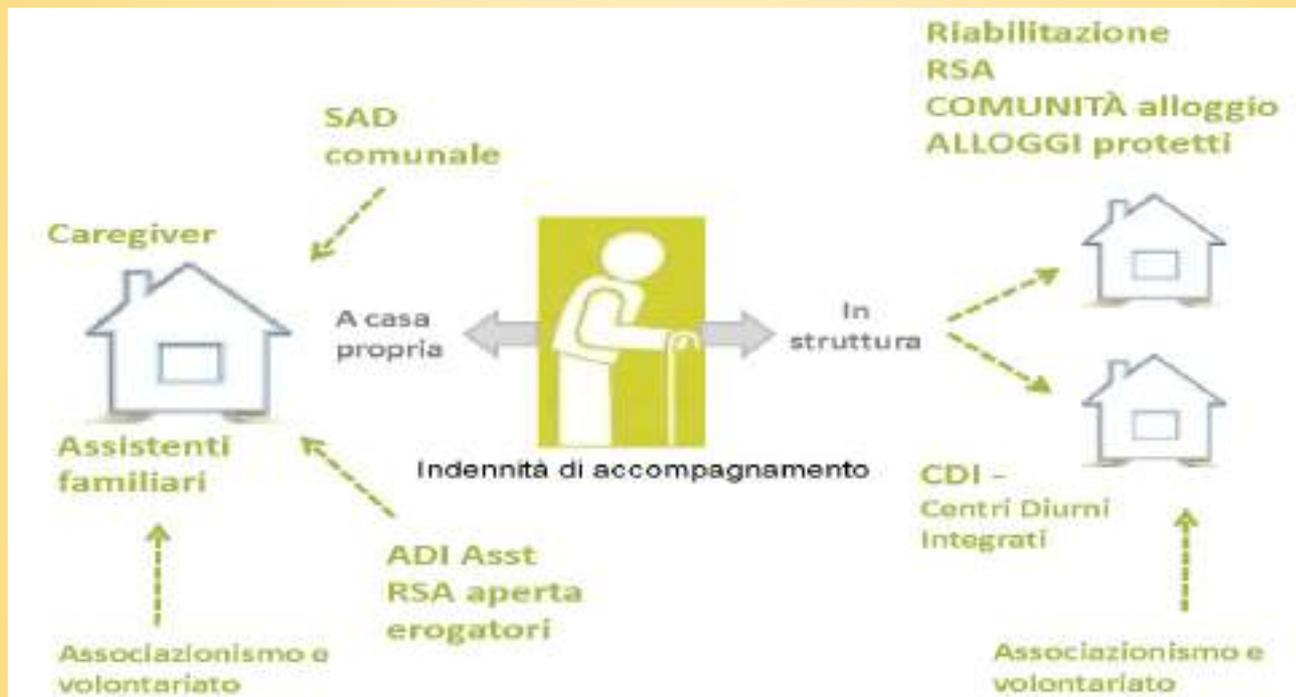 Riabilitazione
RSA
COMUNITÀ alloggio
ALLOGGI protetti
SAD
comunale
Caregiver
A casa
propria
In
struttura
Assistenti
familiari
Indennità di accompagnamento
CDI -
Centri Diurni
Integrati
ADI Asst
RSA aperta
erogatori
Associazionismo e
volontariato
Associazionismo e
volontariato